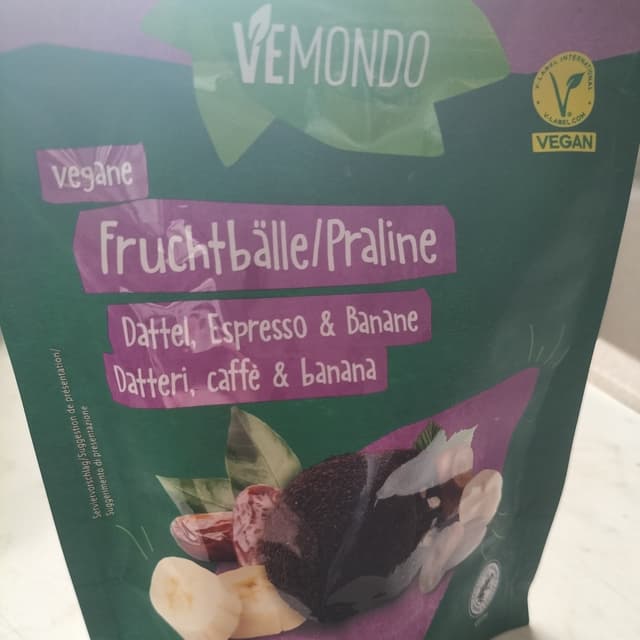 VEMONDO
V-LABEL INTERNATIONAL
V-LABEL.COM
VEGAN
vegane
Fruchtbälle/Praline
Dattel, Espresso & Banane
Datteri, caffè & banana
Serviervorschlag/Suggestion de présentation/
Suggerimento di presentazione